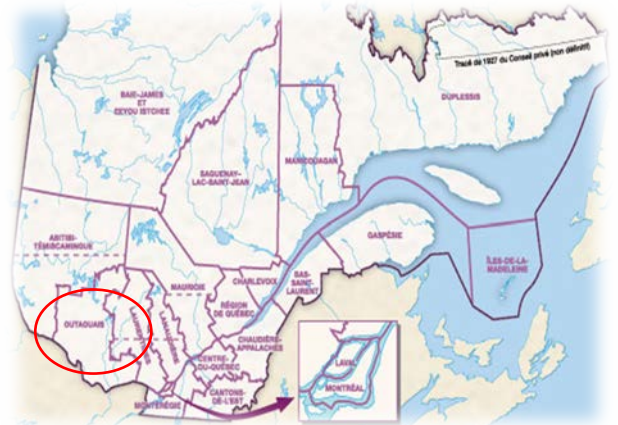 Tracé de 1927 du Conseil privé (non définitif)
BAIE-JAMES
ET
EEYOU ISTCHEE
DUPLESSIS
MANICOUAGAN
SAGUENAY–
LAC-SAINT-JEAN
ABITIBI-
TÉMISCAMINGUE
GASPÉSIE
ÎLES-DE-LA-
MADELEINE
BAS-
SAINT-
LAURENT
CHARLEVOIX
MAURICIE
RÉGION
DE QUÉBEC
OUTAOUAIS
LAURENTIDES
LANAUDIÈRE
CHAUDIÈRE-
APPALACHES
CENTRE-
DU-QUÉBEC
LAVAL
MONTRÉAL
CANTONS-
DE-L'EST
MONTÉRÉGIE